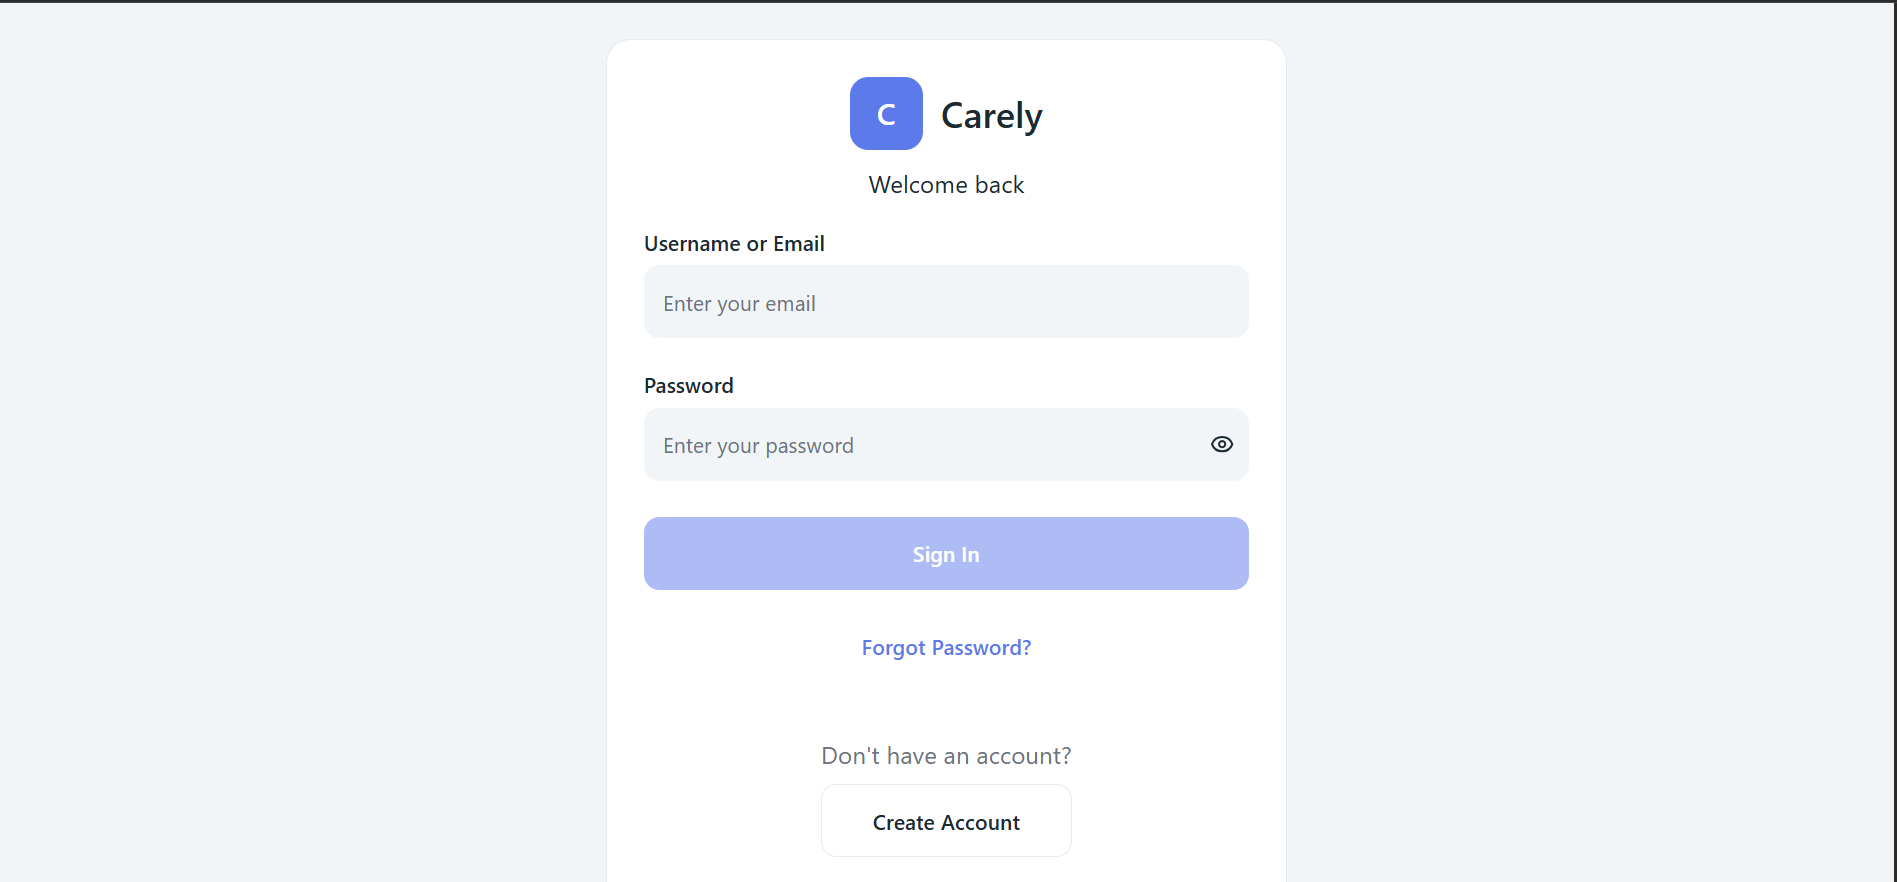 C
Carely
Welcome back
Username or Email
Enter your email
Password
Enter your password
Sign In
Forgot Password?
Don't have an account?
Create Account